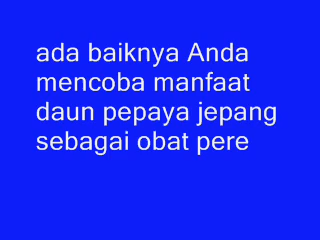 ada baiknya Anda
mencoba manfaat
daun pepaya jepang
sebagai obat pere